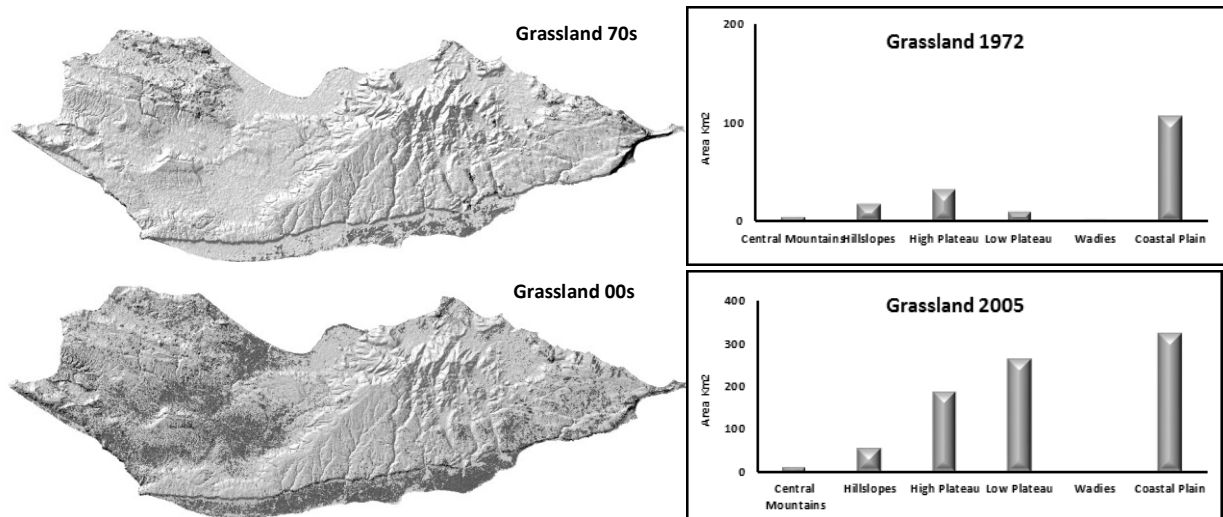 Grassland 70s
Grassland 1972
Area Km2
200
100
0
Central Mountains Hillslopes High Plateau Low Plateau Wadies Coastal Plain
Grassland 00s
Grassland 2005
Area Km2
400
300
200
100
0
Central Mountains Hillslopes High Plateau Low Plateau Wadies Coastal Plain